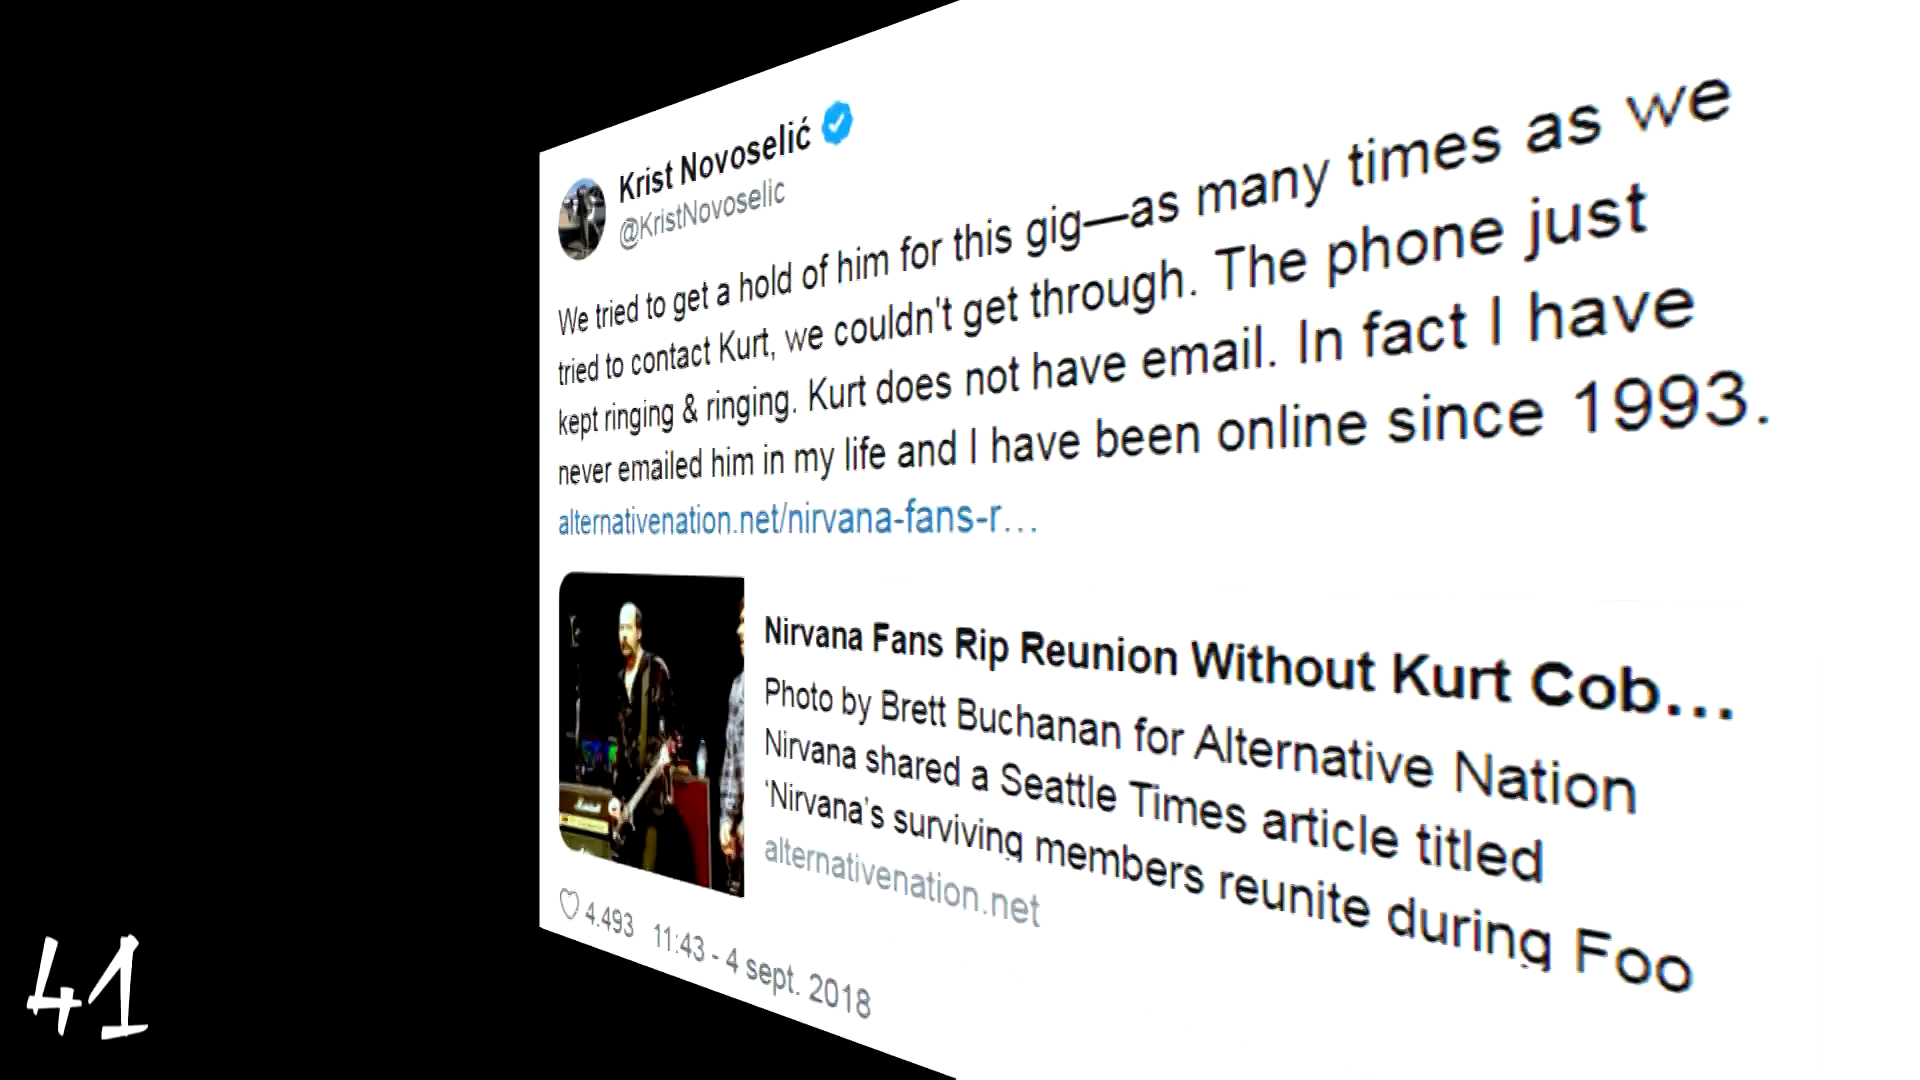 Krist Novoselić
@KristNovoselic
We tried to get a hold of him for this gig—as many times as we
tried to contact Kurt, we couldn't get through. The phone just
kept ringing & ringing. Kurt does not have email. In fact I have
never emailed him in my life and I have been online since 1993.
alternativenation.net/nirvana-fans-r…
Nirvana Fans Rip Reunion Without Kurt Cob…
Photo by Brett Buchanan for Alternative Nation
Nirvana shared a Seattle Times article titled
‘Nirvana’s surviving members reunite during Foo
alternativenation.net
Marshall
4.493 11:43 - 4 sept. 2018
41